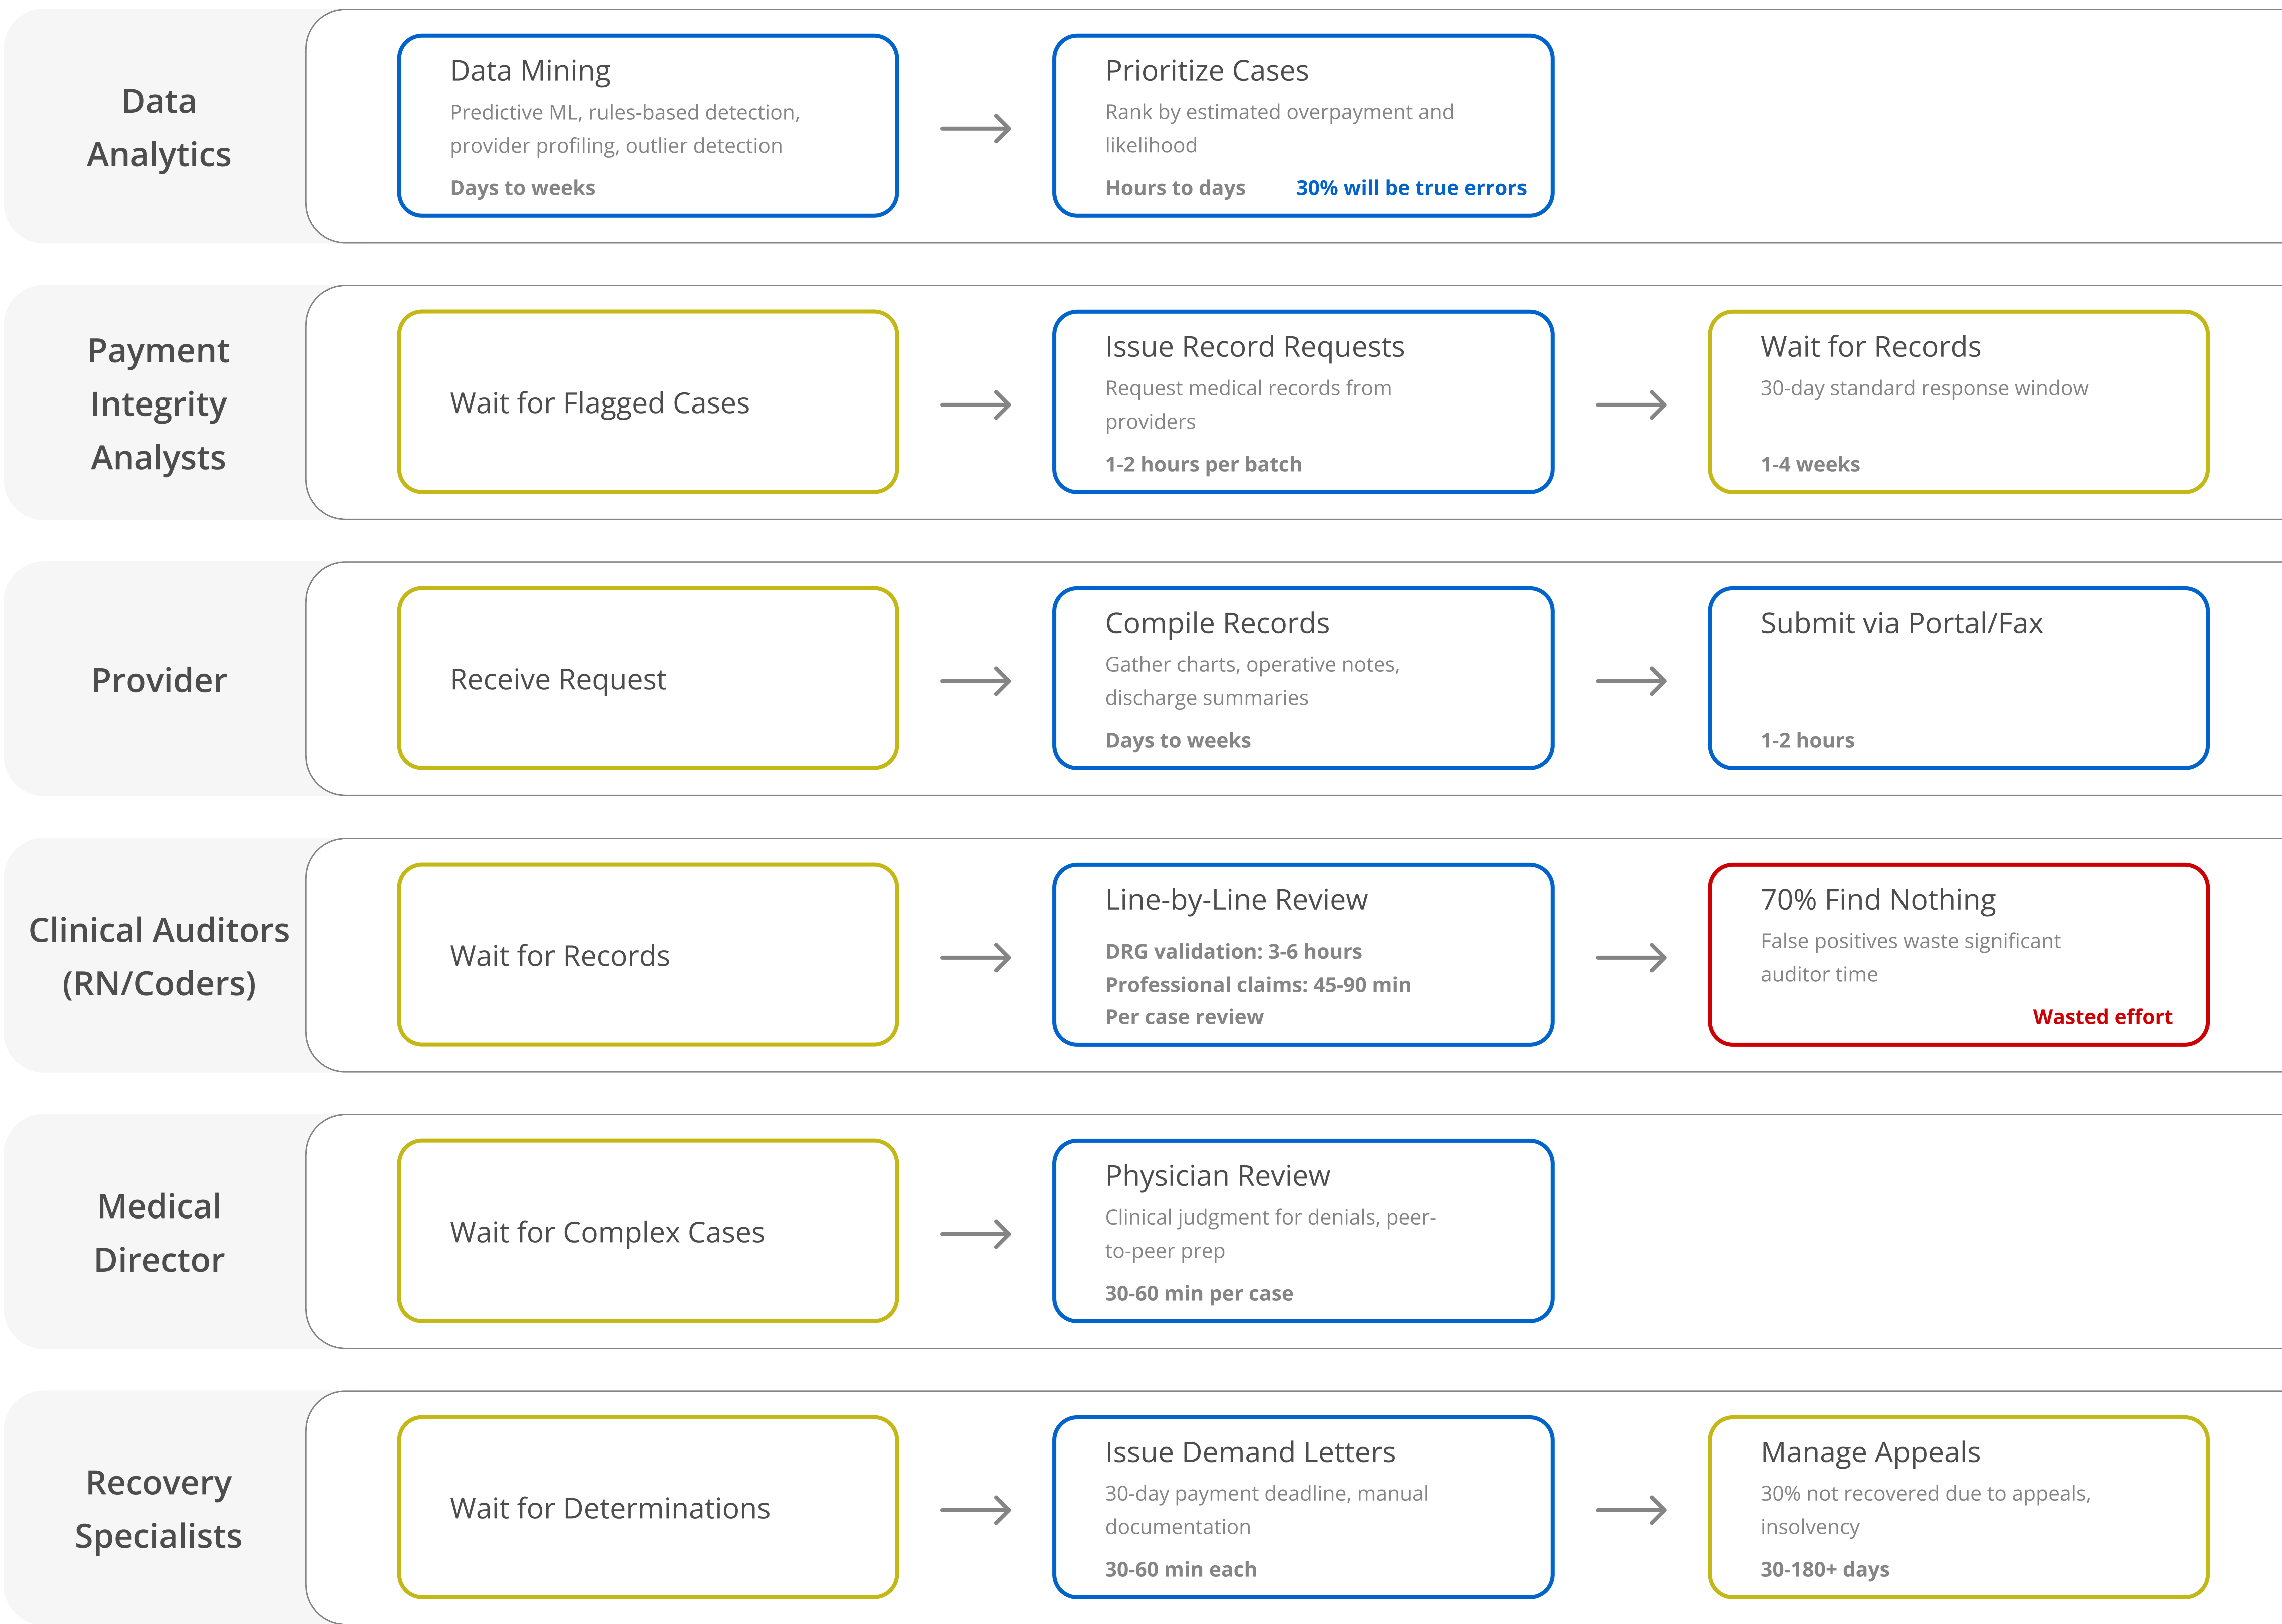 Data
Analytics
Data Mining
Predictive ML, rules-based detection,
provider profiling, outlier detection
Days to weeks
Prioritize Cases
Rank by estimated overpayment and
likelihood
Hours to days
30% will be true errors
Payment
Integrity
Analysts
Wait for Flagged Cases
Issue Record Requests
Request medical records from
providers
1-2 hours per batch
Wait for Records
30-day standard response window
1-4 weeks
Provider
Receive Request
Compile Records
Gather charts, operative notes,
discharge summaries
Days to weeks
Submit via Portal/Fax
1-2 hours
Clinical Auditors
(RN/Coders)
Wait for Records
Line-by-Line Review
DRG validation: 3-6 hours
Professional claims: 45-90 min
Per case review
70% Find Nothing
False positives waste significant
auditor time
Wasted effort
Medical
Director
Wait for Complex Cases
Physician Review
Clinical judgment for denials, peer-
to-peer prep
30-60 min per case
Recovery
Specialists
Wait for Determinations
Issue Demand Letters
30-day payment deadline, manual
documentation
30-60 min each
Manage Appeals
30% not recovered due to appeals,
insolvency
30-180+ days